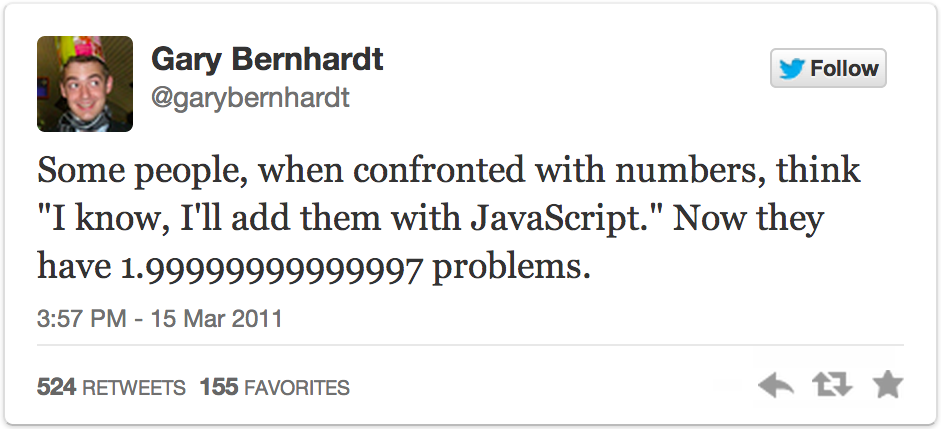 Gary Bernhardt
@garybernhardt
Follow
Some people, when confronted with numbers, think
"I know, I'll add them with JavaScript." Now they
have 1.99999999999997 problems.
3:57 PM - 15 Mar 2011
524 RETWEETS 155 FAVORITES